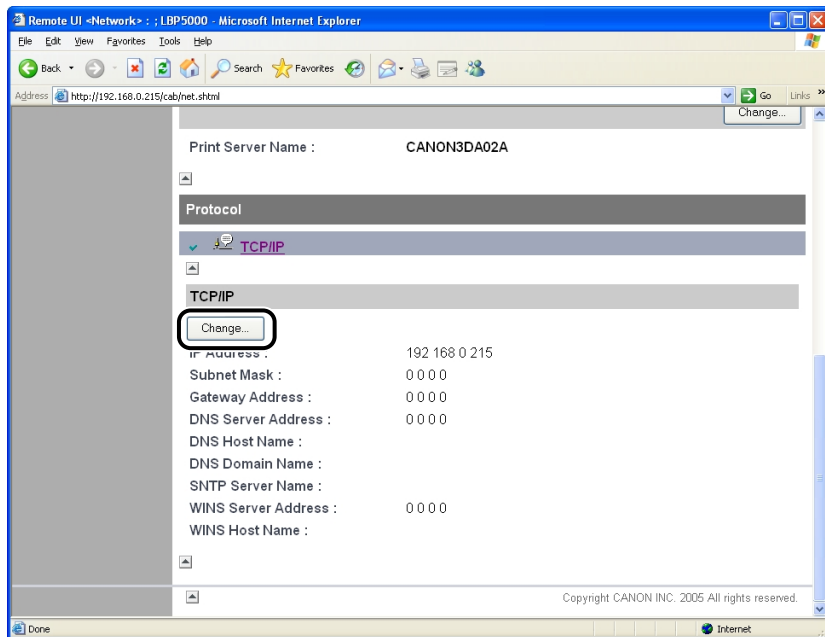 Remote UI <Network> : ; LBP5000 - Microsoft Internet Explorer
File Edit View Favorites Tools Help
Back Search Favorites
Address http://192.168.0.215/cab/net.shtml Go Links »
Change...
Print Server Name : CANON3DA02A
Protocol
TCP/IP
TCP/IP
Change...
IP Address : 192 168 0 215
Subnet Mask : 0 0 0 0
Gateway Address : 0 0 0 0
DNS Server Address : 0 0 0 0
DNS Host Name :
DNS Domain Name :
SNTP Server Name :
WINS Server Address : 0 0 0 0
WINS Host Name :
Copyright CANON INC. 2005 All rights reserved.
Done Internet